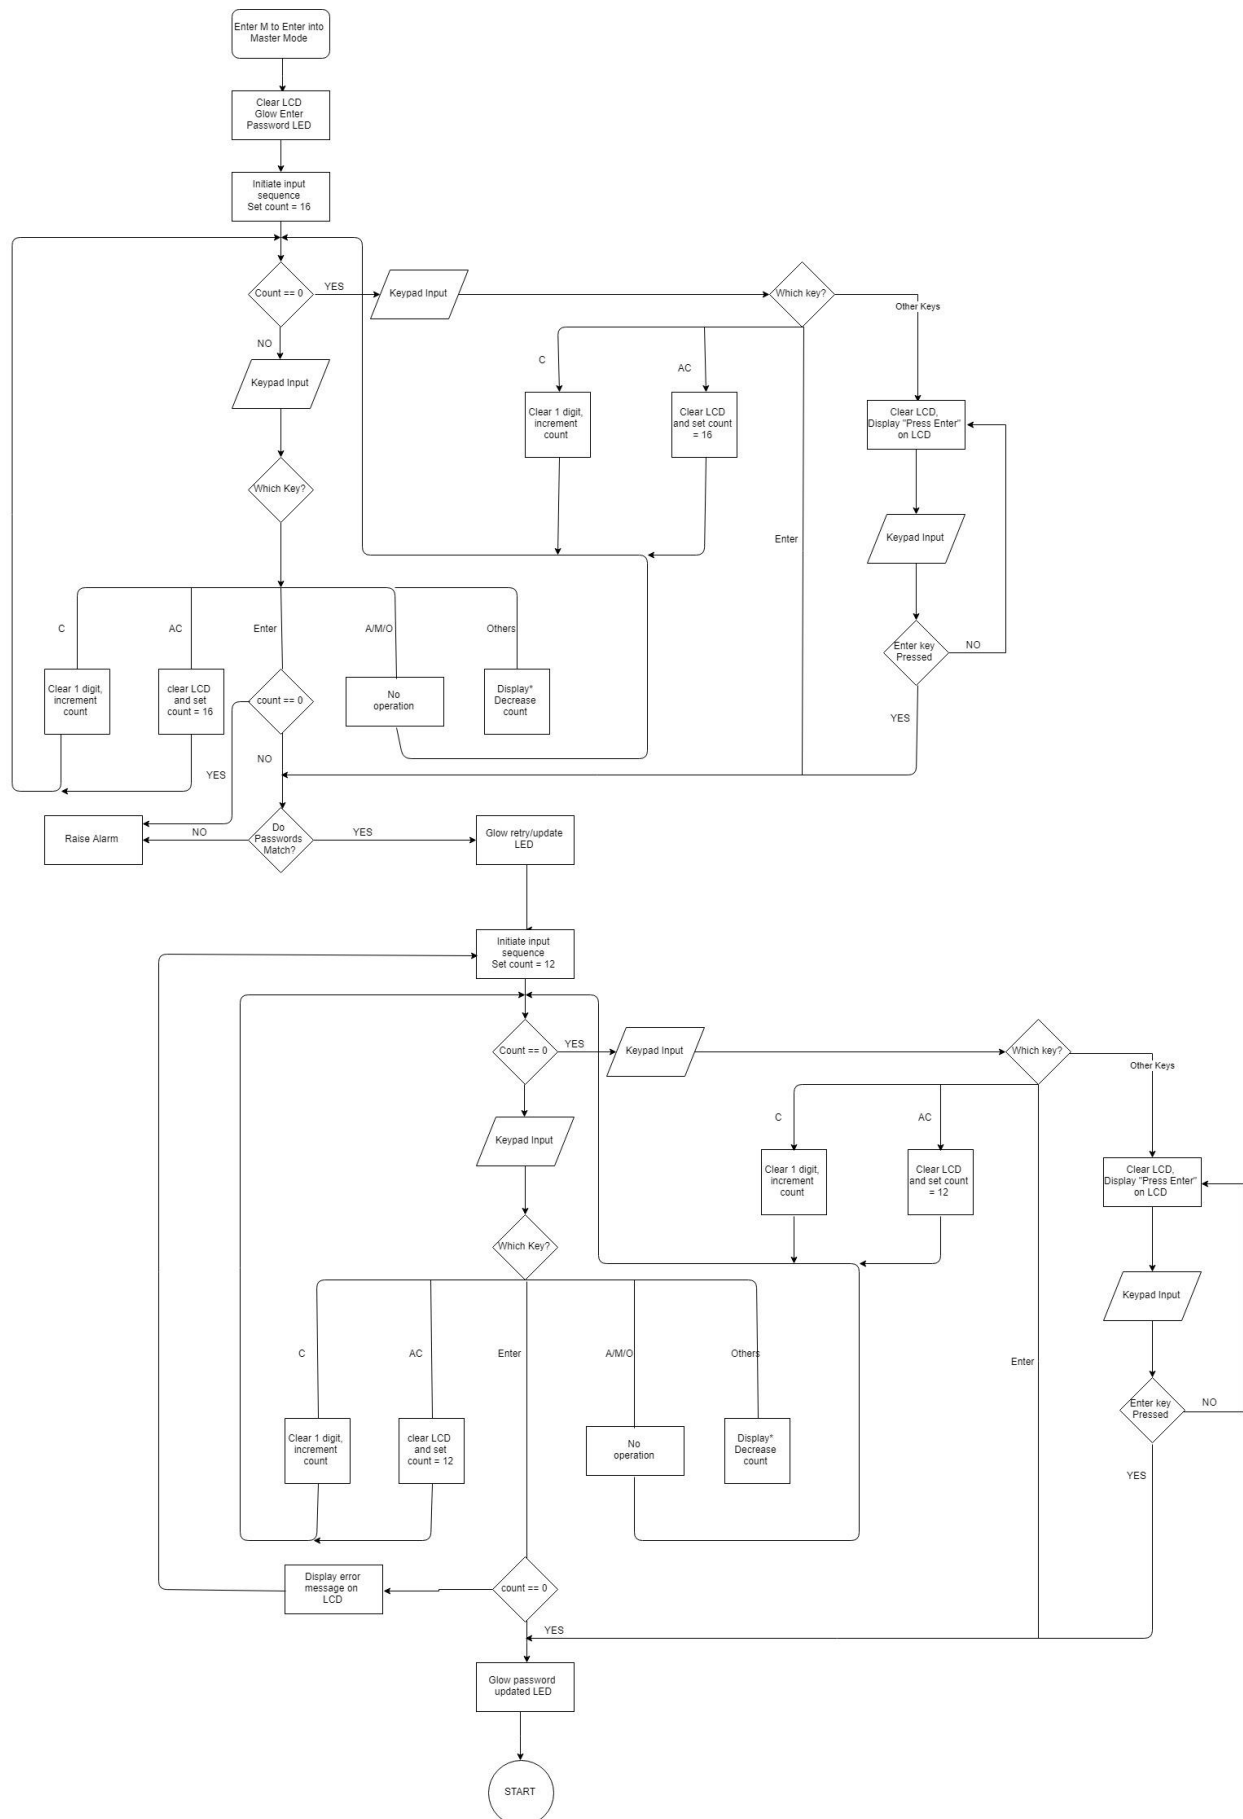 Enter M to Enter into
Master Mode
Clear LCD
Glow Enter
Password LED
Initiate input
sequence
Set count = 16
Count == 0
YES
Keypad Input
Which key?
Other Keys
NO
Keypad Input
C
AC
Clear 1 digit,
increment
count
Clear LCD
and set count
= 16
Clear LCD,
Display "Press Enter"
on LCD
Which Key?
Keypad Input
Enter
C
AC
Enter
A/M/O
Others
Enter key
Pressed
NO
Clear 1 digit,
increment
count
clear LCD
and set
count = 16
count == 0
No
operation
Display*
Decrease
count
YES
YES
NO
Raise Alarm
NO
Do
Passwords
Match?
YES
Glow retry/update
LED
Initiate input
sequence
Set count = 12
Count == 0
YES
Keypad Input
Which key?
Other Keys
Keypad Input
C
AC
Clear 1 digit,
increment
count
Clear LCD
and set count
= 12
Clear LCD,
Display "Press Enter"
on LCD
Which Key?
Keypad Input
C
AC
Enter
A/M/O
Others
Enter
Enter key
Pressed
NO
Clear 1 digit,
increment
count
clear LCD
and set
count = 12
No
operation
Display*
Decrease
count
YES
Display error
message on
LCD
count == 0
YES
Glow password
updated LED
START